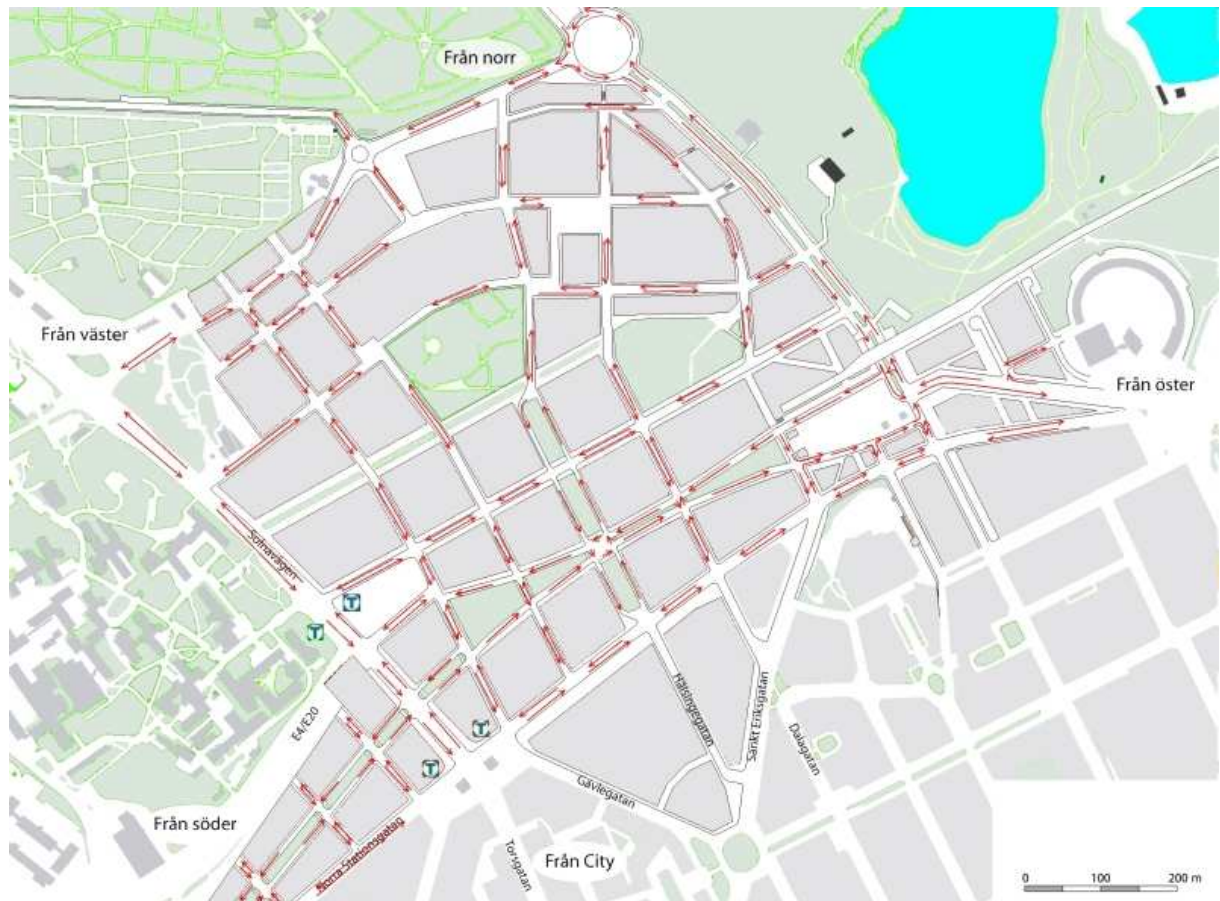 Från norr
Från väster
Från öster
Solnavägen
T
T
E4/E20
T
T
Hälsingegatan
Sankt Eriksgatan
Dalagatan
Gävlegatan
Från söder
Norra Stationsgatan
Torsgatan
Från City
0 100 200 m